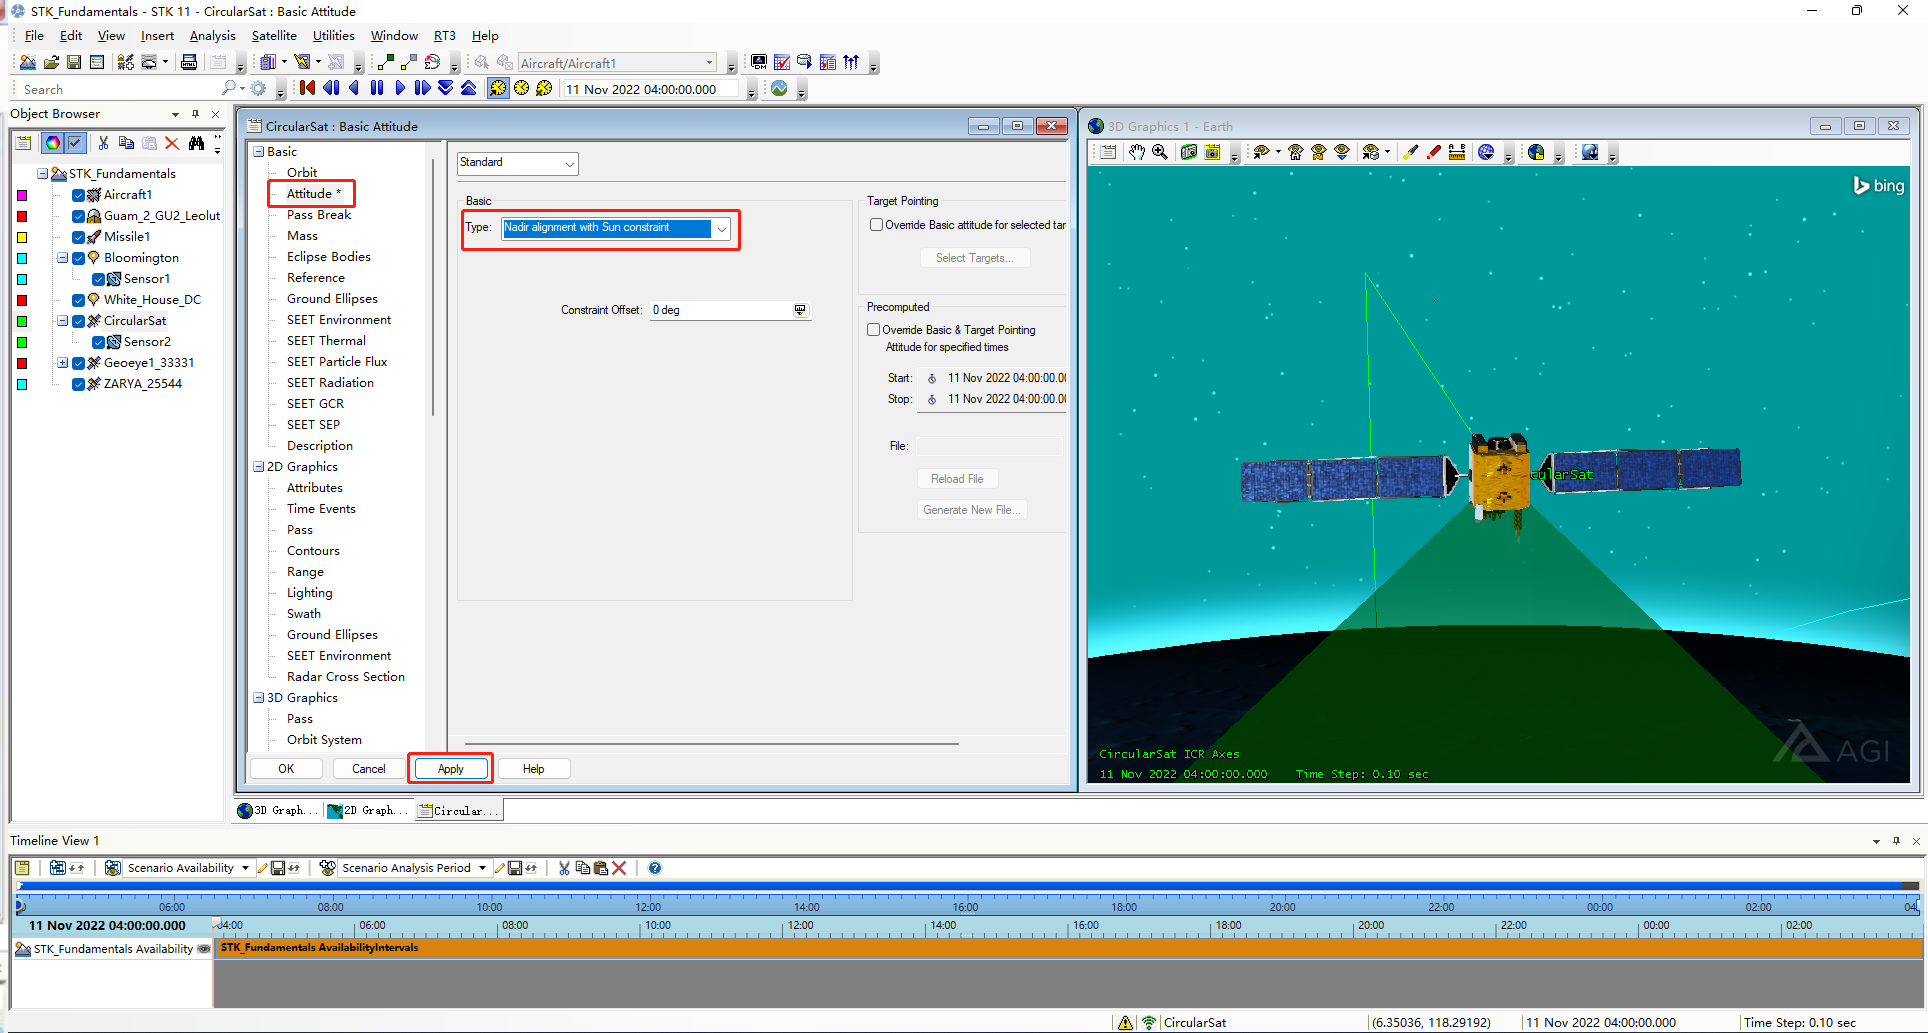 STK_Fundamentals - STK 11 - CircularSat : Basic Attitude
File Edit View Insert Analysis Satellite Utilities Window RT3 Help
Aircraft/Aircraft1
Search
11 Nov 2022 04:00:00.000
Object Browser
STK_Fundamentals
Aircraft1
Guam_2_GU2_Leolut
Missile1
Bloomington
Sensor1
White_House_DC
CircularSat
Sensor2
Geoeye1_33331
ZARYA_25544
CircularSat : Basic Attitude
Basic
Orbit
Attitude *
Pass Break
Mass
Eclipse Bodies
Reference
Ground Ellipses
SEET Environment
SEET Thermal
SEET Particle Flux
SEET Radiation
SEET GCR
SEET SEP
Description
2D Graphics
Attributes
Time Events
Pass
Contours
Range
Lighting
Swath
Ground Ellipses
SEET Environment
Radar Cross Section
3D Graphics
Pass
Orbit System
Standard
Basic
Type: Nadir alignment with Sun constraint
Constraint Offset: 0 deg
Target Pointing
Override Basic attitude for selected tar
Select Targets...
Precomputed
Override Basic & Target Pointing
Attitude for specified times
Start: 11 Nov 2022 04:00:00.00
Stop: 11 Nov 2022 04:00:00.00
File:
Reload File
Generate New File...
OK Cancel Apply Help
3D Graphics 1 - Earth
bing
cularSat
AGI
CircularSat ICR Axes
11 Nov 2022 04:00:00.000 Time Step: 0.10 sec
3D Graph... 2D Graph... Circular...
Timeline View 1
Scenario Availability Scenario Analysis Period
06:00 08:00 10:00 12:00 14:00 16:00 18:00 20:00 22:00 00:00 02:00 04
11 Nov 2022 04:00:00.000 04:00 06:00 08:00 10:00 12:00 14:00 16:00 18:00 20:00 22:00 00:00 02:00
STK_Fundamentals Availability STK_Fundamentals AvailabilityIntervals
CircularSat (6.35036, 118.29192) 11 Nov 2022 04:00:00.000 Time Step: 0.10 sec